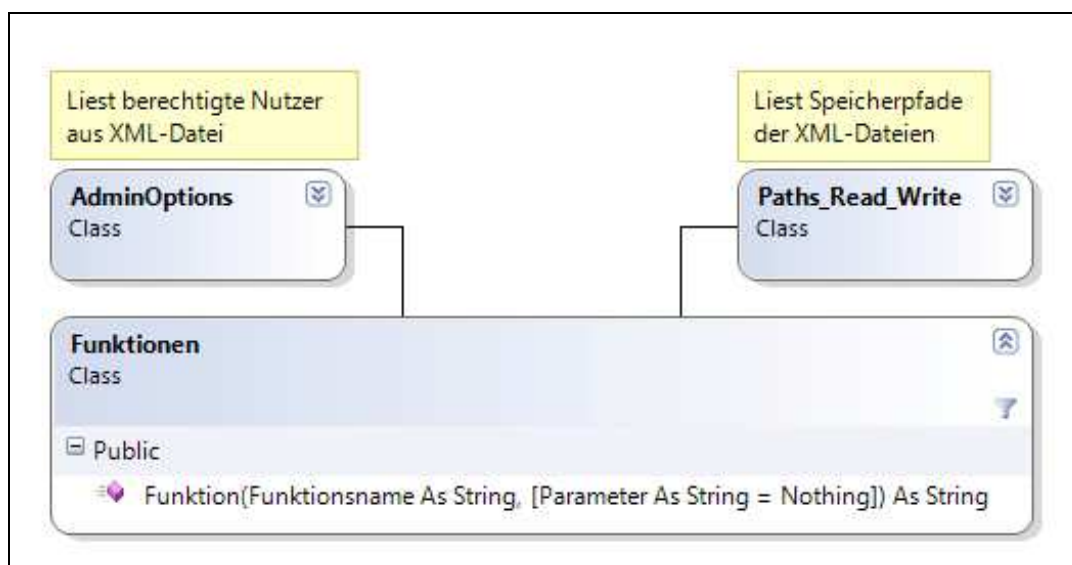 Liest berechtigte Nutzer
aus XML-Datei
Liest Speicherpfade
der XML-Dateien
AdminOptions
Class
Paths_Read_Write
Class
Funktionen
Class
Public
Funktion(Funktionsname As String, [Parameter As String = Nothing]) As String